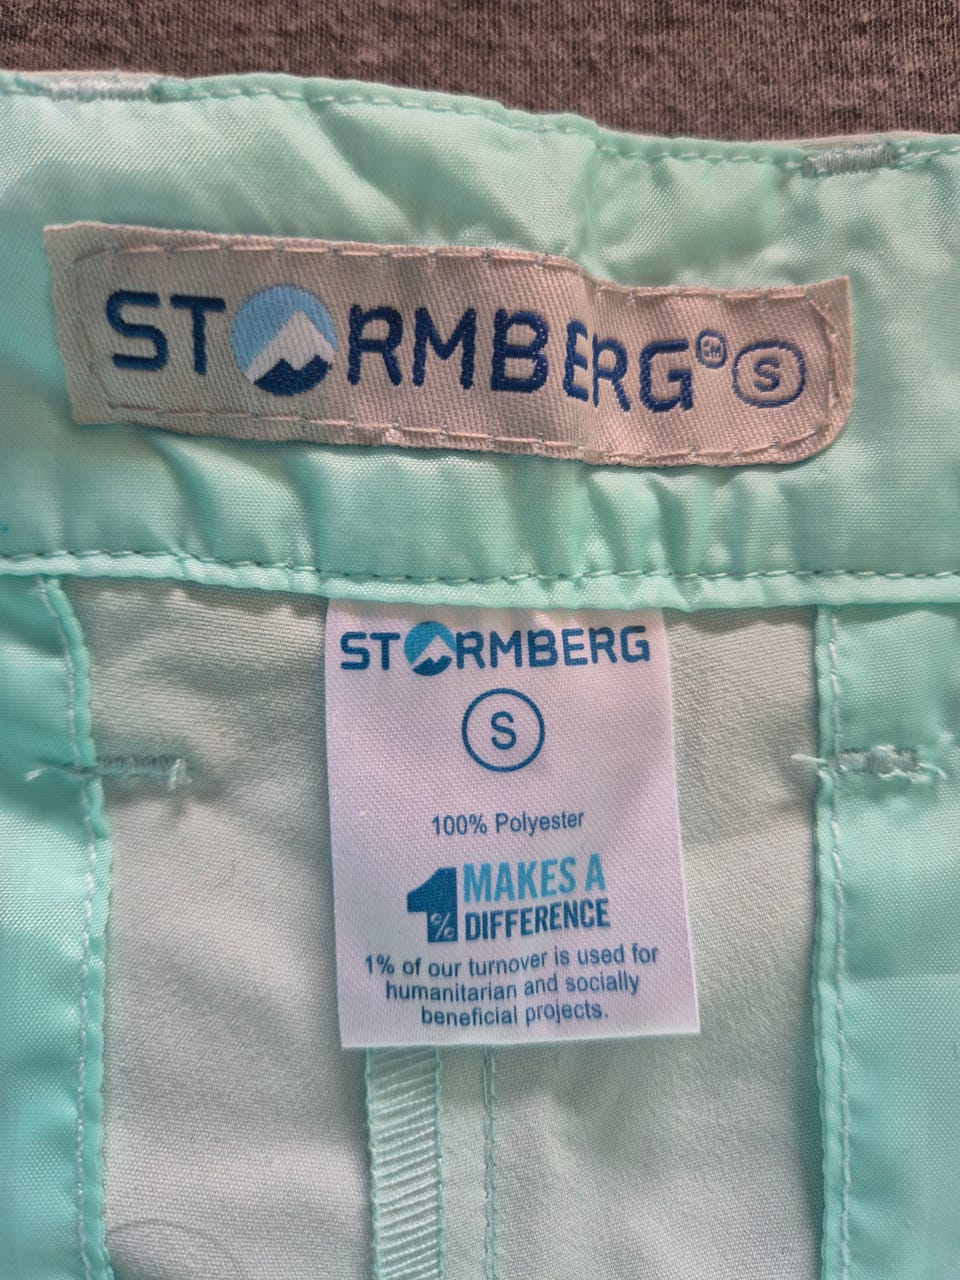 STORMBERG CM S
STORMBERG
S
100% Polyester
1% MAKES A
DIFFERENCE
1% of our turnover is used for
humanitarian and socially
beneficial projects.